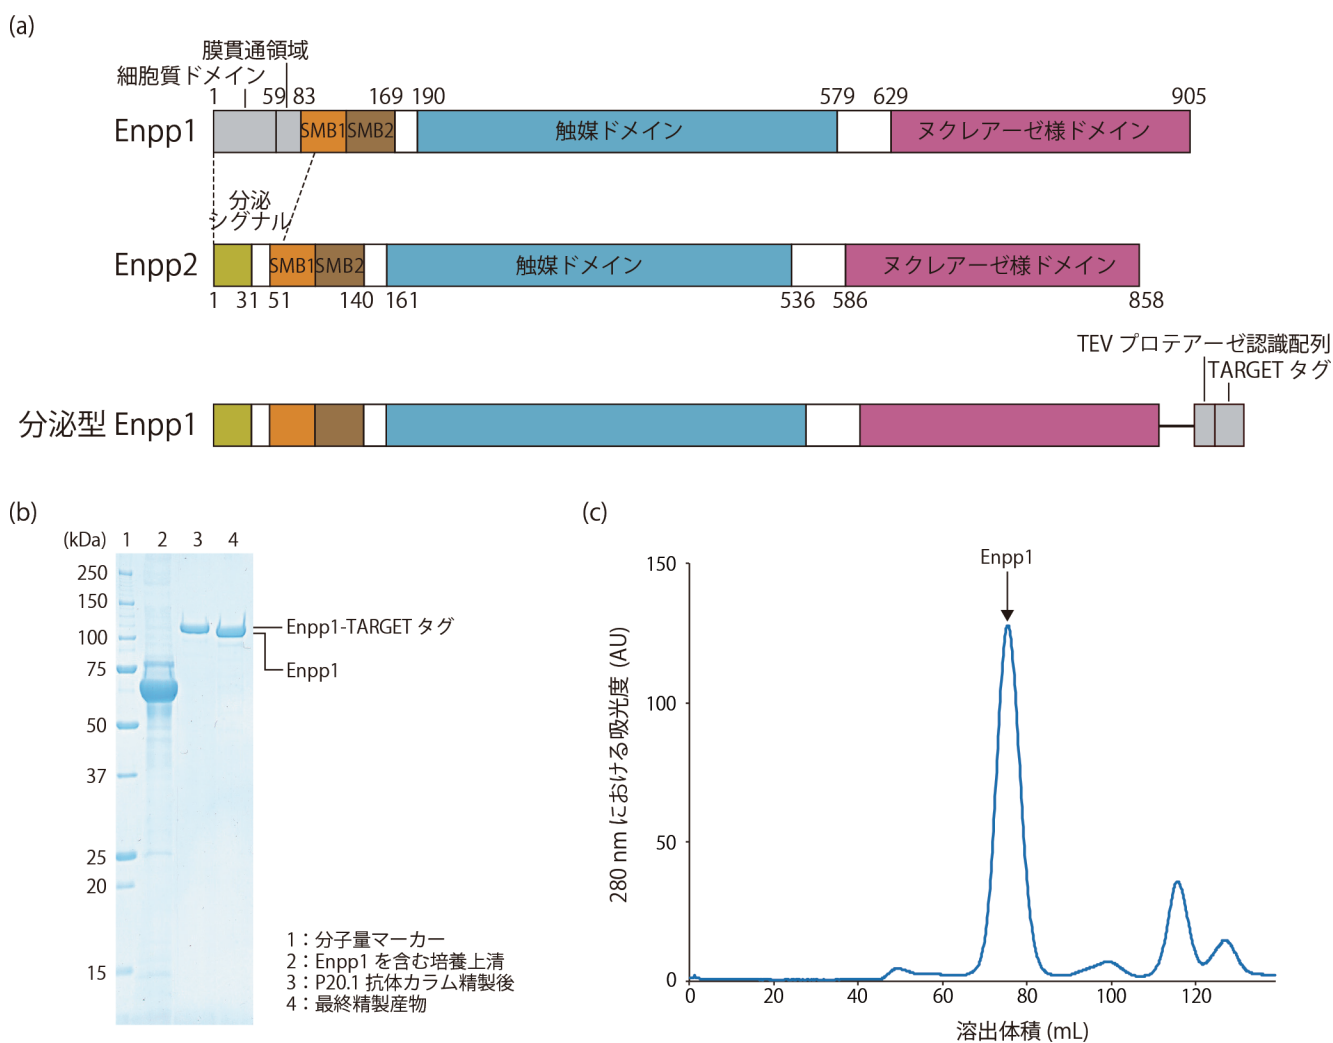 (a)
膜貫通領域
細胞質ドメイン
1 59 83 169 190 579 629 905
Enpp1 SMB1 SMB2 触媒ドメイン ヌクレアーゼ様ドメイン
分泌
シグナル
Enpp2 SMB1 SMB2 触媒ドメイン ヌクレアーゼ様ドメイン
1 31 51 140 161 536 586 858
TEV プロテアーゼ認識配列
TARGET タグ
分泌型 Enpp1
(b)
(kDa) 1 2 3 4
250
150
100
75
50
37
25
20
15
Enpp1-TARGET タグ
Enpp1
1：分子量マーカー
2：Enpp1 を含む培養上清
3：P20.1 抗体カラム精製後
4：最終精製産物
(c)
Enpp1
280 nm における吸光度 (AU)
150
100
50
0
0 20 40 60 80 100 120
溶出体積 (mL)